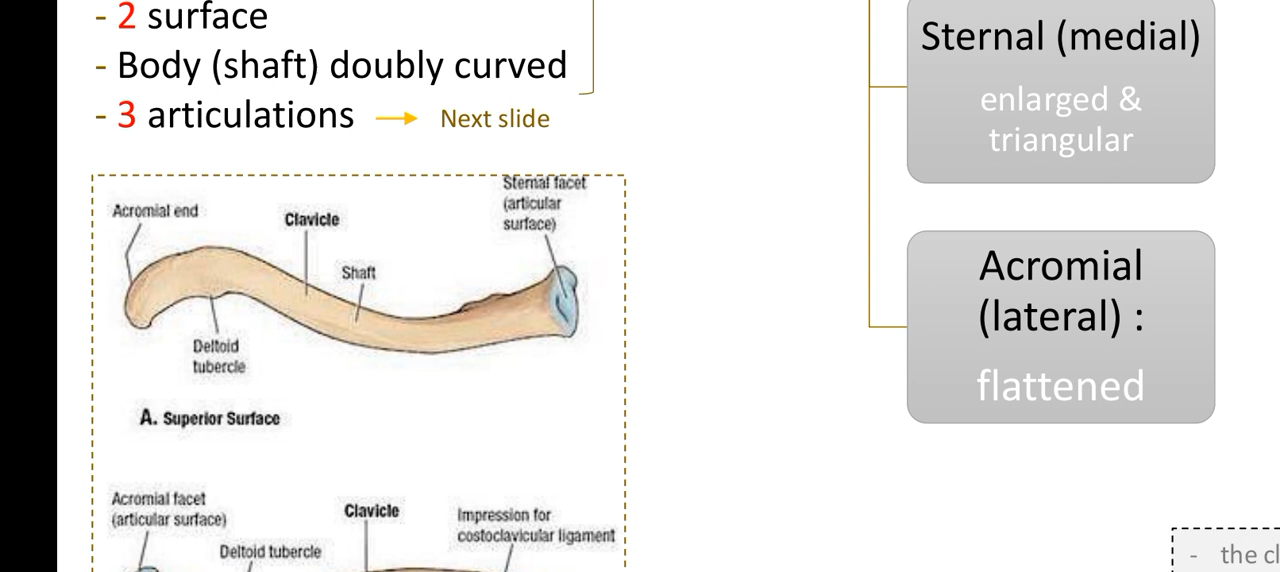 - 2 surface
- Body (shaft) doubly curved
- 3 articulations → Next slide
Sternal (medial)
enlarged &
triangular
Acromial
(lateral) :
flattened
Acromial end
Clavicle
Sternal facet
(articular
surface)
Shaft
Deltoid
tubercle
A. Superior Surface
Acromial facet
(articular surface)
Clavicle
Impression for
costoclavicular ligament
Deltoid tubercle
- the